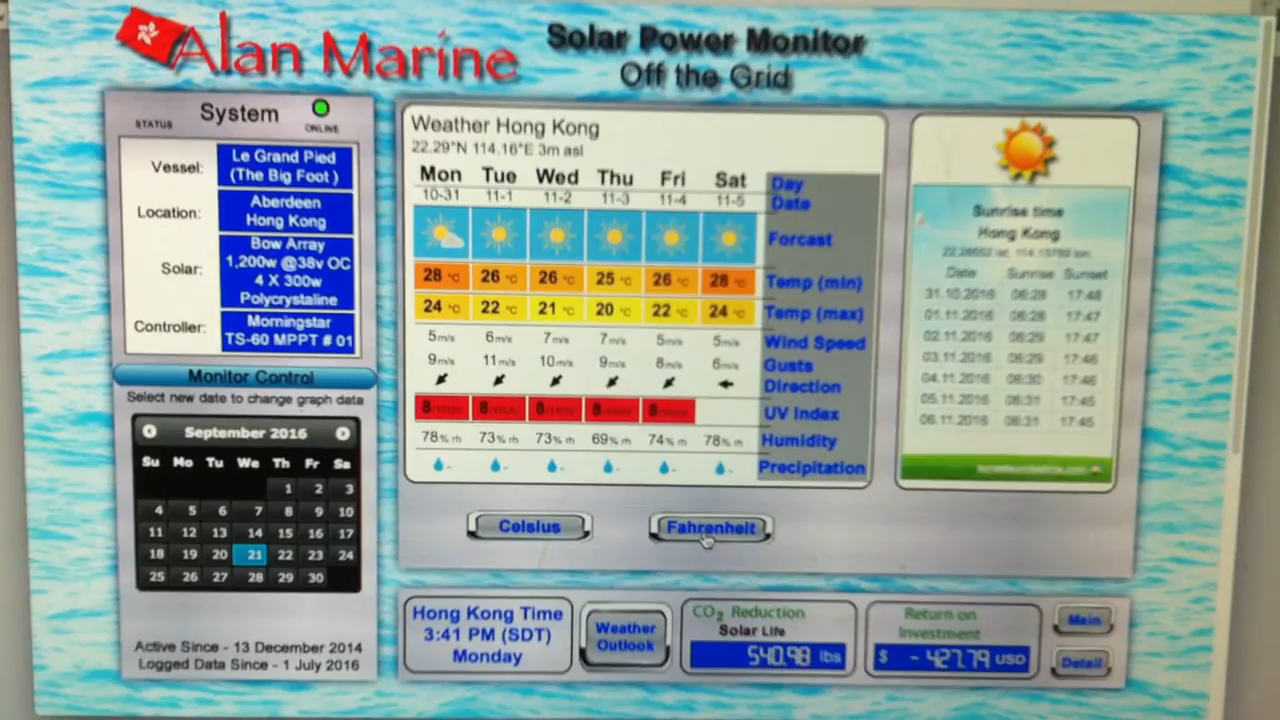 Alan Marine
Solar Power Monitor
Off the Grid
System
STATUS
ONLINE
Vessel:
Le Grand Pied
(The Big Foot )
Location:
Aberdeen
Hong Kong
Solar:
Bow Array
1,200w @38v OC
4 X 300w
Polycrystaline
Controller:
Morningstar
TS-60 MPPT # 01
Monitor Control
Select new date to change graph data
September 2016
Su Mo Tu We Th Fr Sa
1 2 3
4 5 6 7 8 9 10
11 12 13 14 15 16 17
18 19 20 21 22 23 24
25 26 27 28 29 30
Active Since - 13 December 2014
Logged Data Since - 1 July 2016
Weather Hong Kong
22.29°N 114.16°E 3m asl
Mon Tue Wed Thu Fri Sat Day
10-31 11-1 11-2 11-3 11-4 11-5 Date
Forcast
28 °C 26 °C 26 °C 25 °C 26 °C 28 °C Temp (min)
24 °C 22 °C 21 °C 20 °C 22 °C 24 °C Temp (max)
5m/s 6m/s 7m/s 7m/s 5m/s 5m/s Wind Speed
9m/s 11m/s 10m/s 9m/s 8m/s 6m/s Gusts
Direction
8 8 8 8 8 UV Index
78% rh 73% rh 73% rh 69% rh 74% rh 78% rh Humidity
- - - - - - Precipitation
Celsius
Fahrenheit
Sunrise time
Hong Kong
Date Sunrise Sunset
31.10.2016 06:28 17:48
01.11.2016 06:28 17:47
02.11.2016 06:29 17:47
03.11.2016 06:29 17:46
04.11.2016 06:30 17:46
05.11.2016 06:31 17:45
06.11.2016 06:31 17:45
Hong Kong Time
3:41 PM (SDT)
Monday
Weather
Outlook
CO2 Reduction
Solar Life
540.98 lbs
Return on
Investment
$ - 427.79 USD
Main
Detail